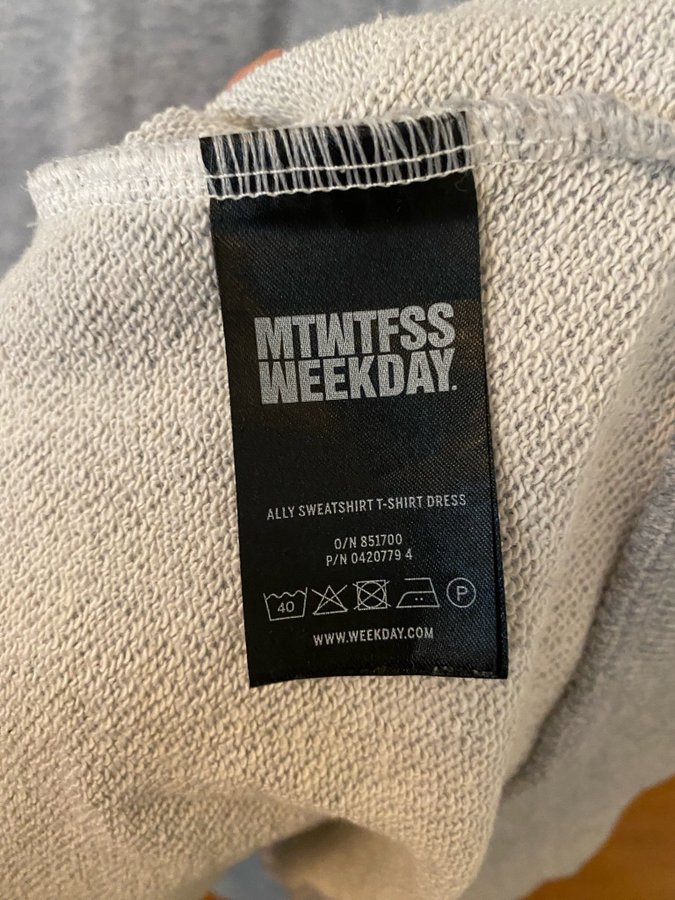 MTWTFSS
WEEKDAY.
ALLY SWEATSHIRT T-SHIRT DRESS
O/N 851700
P/N 0420779 4
40 P
WWW.WEEKDAY.COM